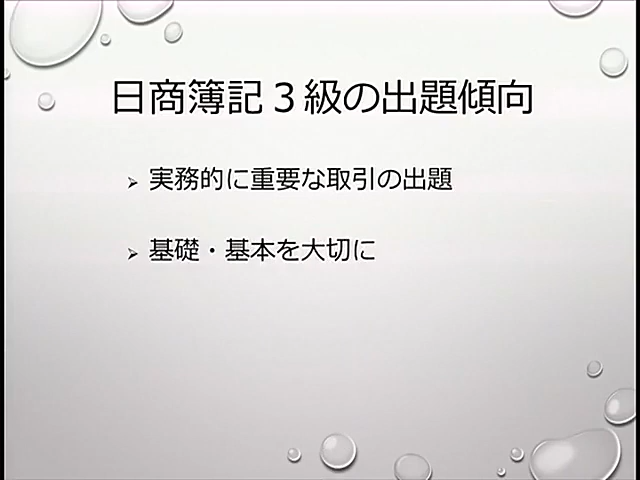 日商簿記３級の出題傾向
➢ 実務的に重要な取引の出題
➢ 基礎・基本を大切に